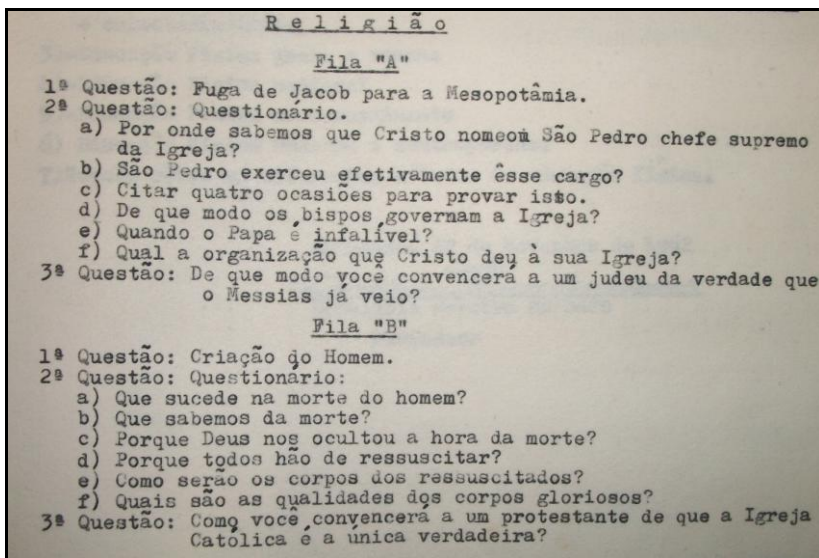 R e l i g i ã o
Fila "A"
1ª Questão: Fuga de Jacob para a Mesopotâmia.
2ª Questão: Questionário.
a) Por onde sabemos que Cristo nomeou São Pedro chefe supremo
da Igreja?
b) São Pedro exerceu efetivamente êsse cargo?
c) Citar quatro ocasiões para provar isto.
d) De que modo os bispos governam a Igreja?
e) Quando o Papa é infalível?
f) Qual a organização que Cristo deu à sua Igreja?
3ª Questão: De que modo você convencerá a um judeu da verdade que
o Messias já veio?
Fila "B"
1ª Questão: Criação do Homem.
2ª Questão: Questionário:
a) Que sucede na morte do homem?
b) Que sabemos da morte?
c) Porque Deus nos ocultou a hora da morte?
d) Porque todos hão de ressuscitar?
e) Como serão os corpos dos ressuscitados?
f) Quais são as qualidades dos corpos gloriosos?
3ª Questão: Como você convencerá a um protestante de que a Igreja
Católica é a única verdadeira?